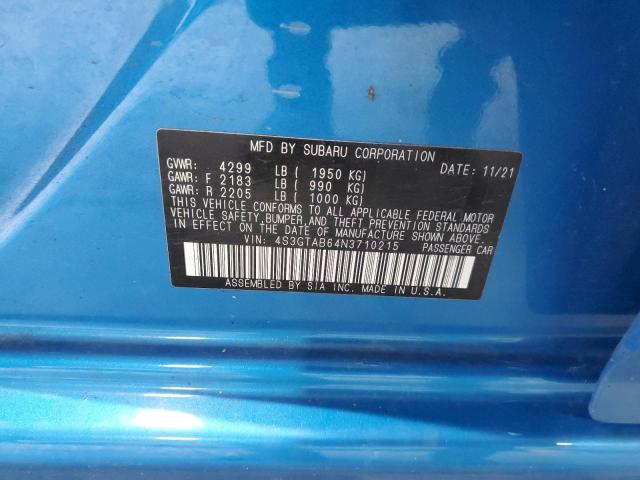 MFD BY SUBARU CORPORATION DATE: 11/21
GVWR: 4299 LB ( 1950 KG)
GAWR: F 2183 LB ( 990 KG)
GAWR: R 2205 LB ( 1000 KG)
THIS VEHICLE CONFORMS TO ALL APPLICABLE FEDERAL MOTOR
VEHICLE SAFETY, BUMPER, AND THEFT PREVENTION STANDARDS
IN EFFECT ON THE DATE OF MANUFACTURE SHOWN ABOVE.
VIN: 4S3GTAB64N3710215 PASSENGER CAR
ASSEMBLED BY SIA INC. MADE IN U.S.A.